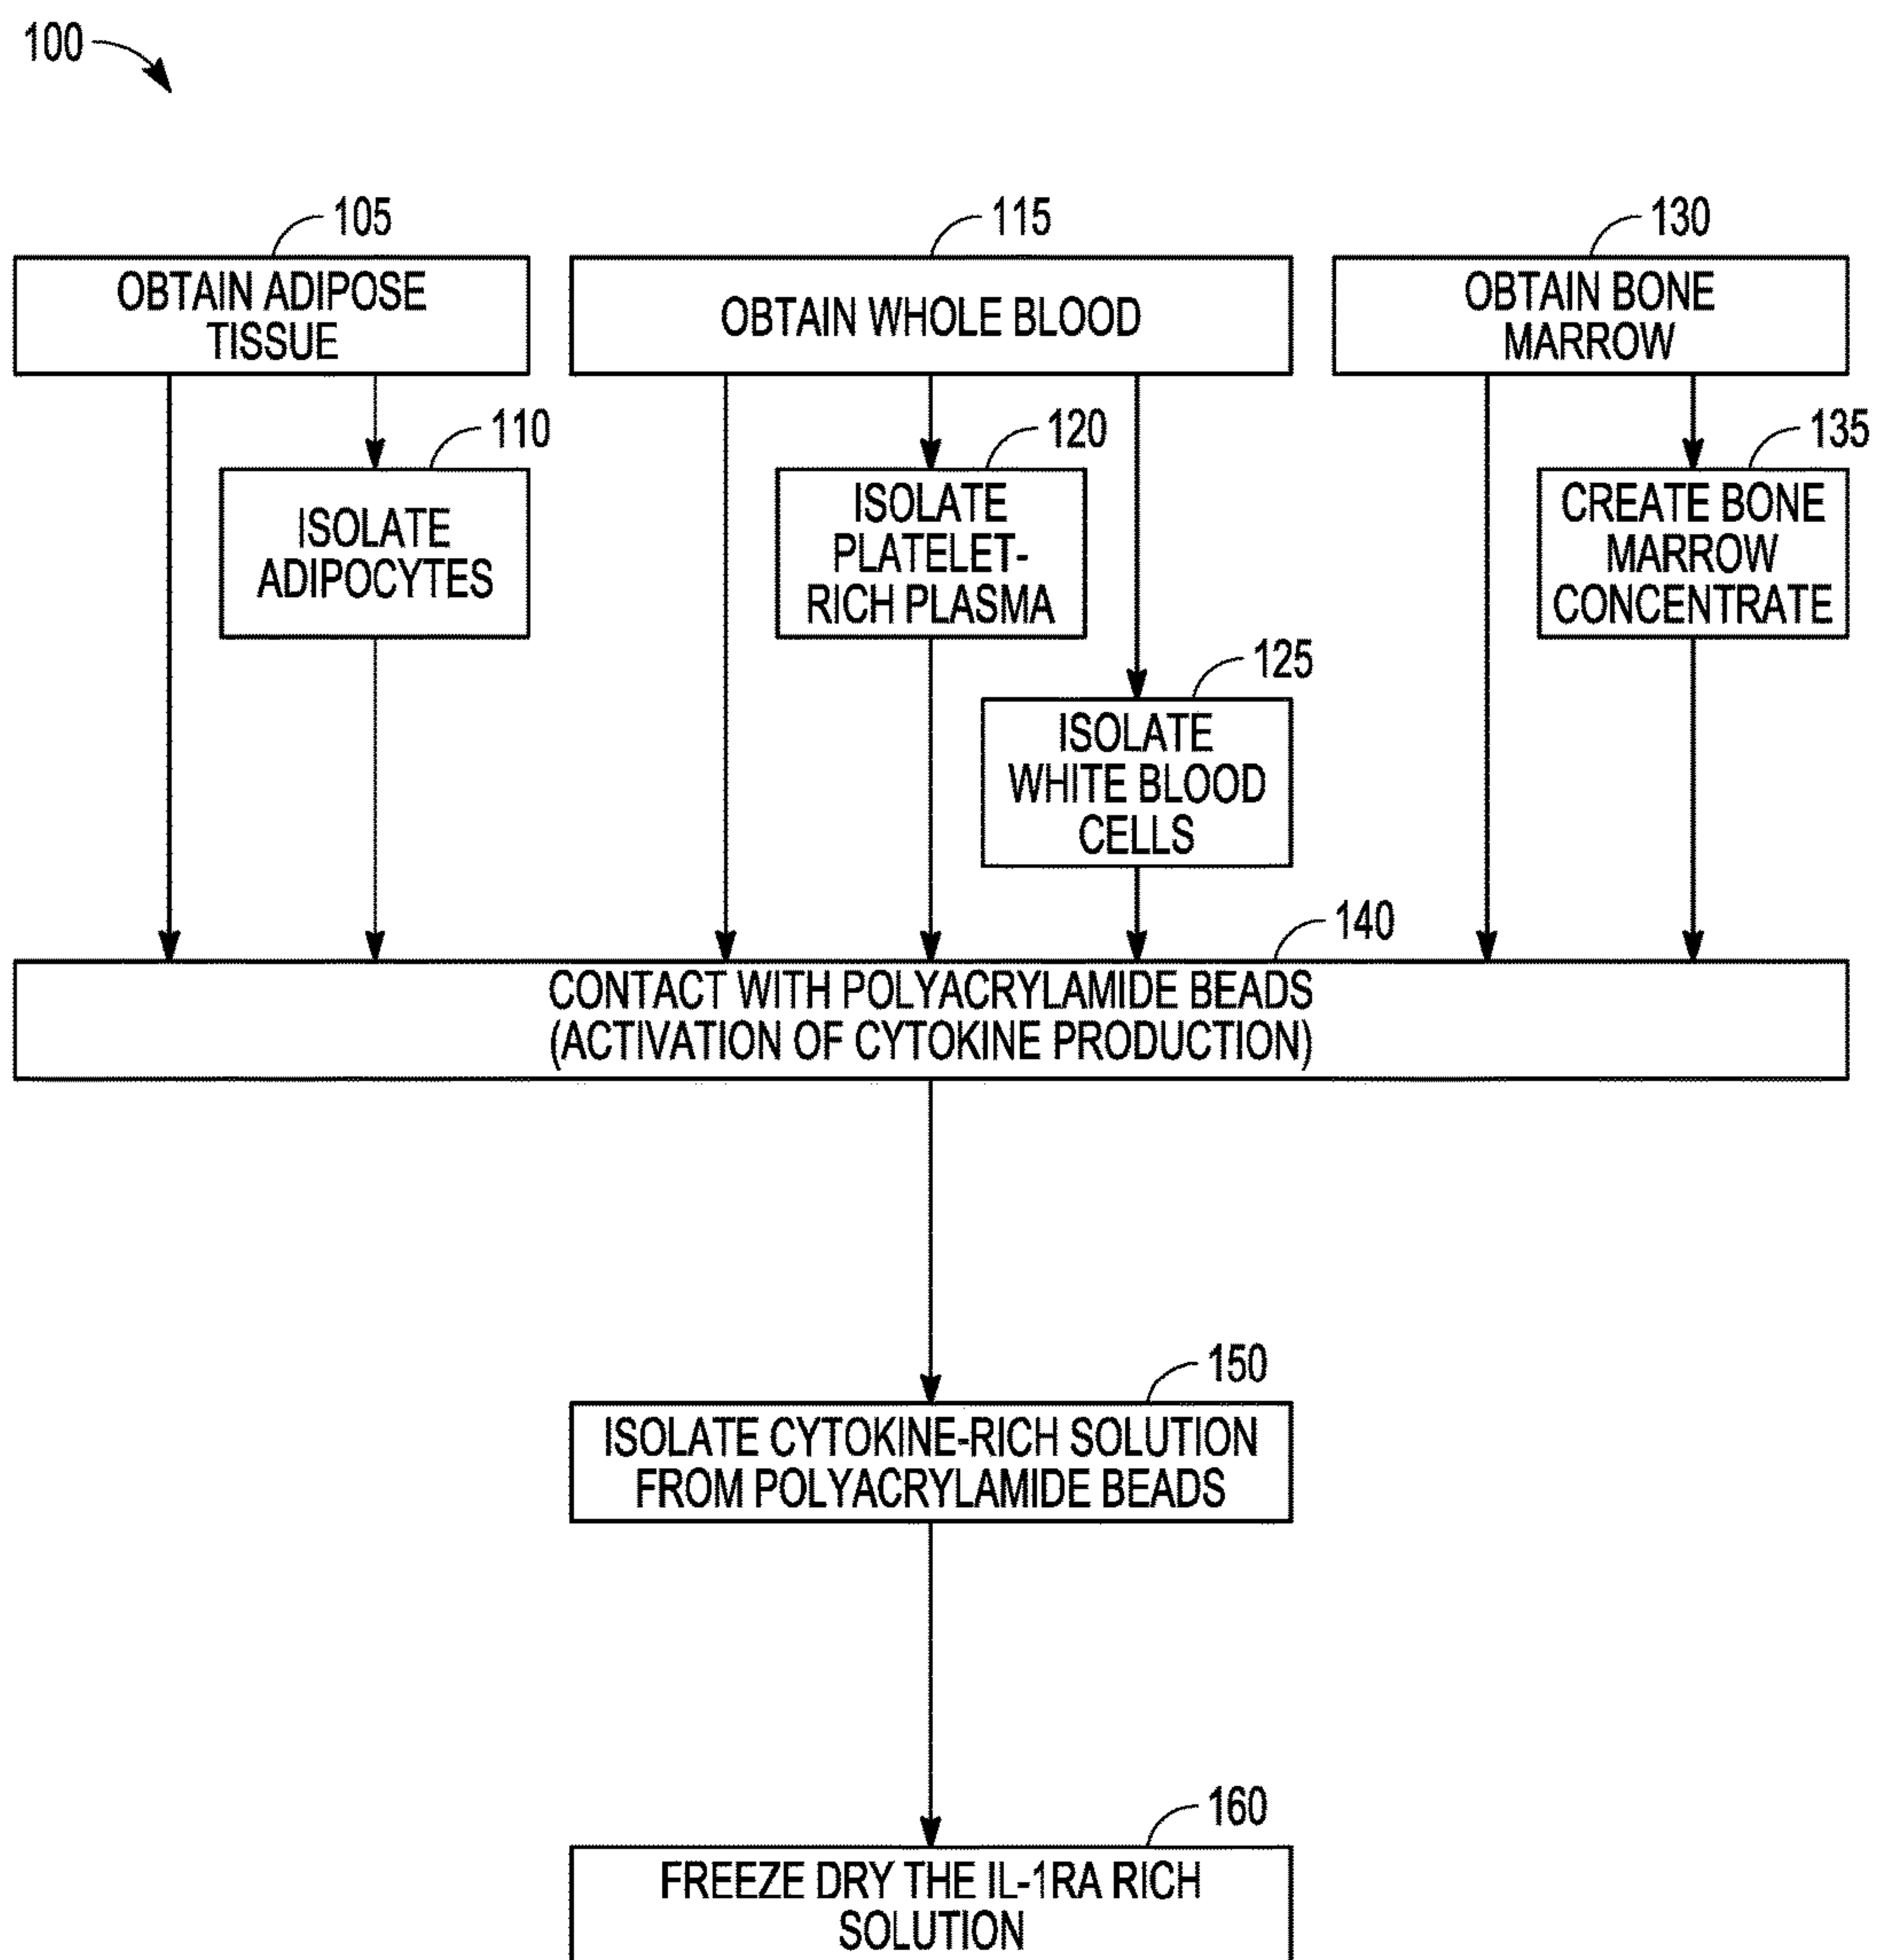 100
105
OBTAIN ADIPOSE
TISSUE
115
OBTAIN WHOLE BLOOD
130
OBTAIN BONE
MARROW
110
ISOLATE
ADIPOCYTES
120
ISOLATE
PLATELET-
RICH PLASMA
135
CREATE BONE
MARROW
CONCENTRATE
125
ISOLATE
WHITE BLOOD
CELLS
140
CONTACT WITH POLYACRYLAMIDE BEADS
(ACTIVATION OF CYTOKINE PRODUCTION)
150
ISOLATE CYTOKINE-RICH SOLUTION
FROM POLYACRYLAMIDE BEADS
160
FREEZE DRY THE IL-1RA RICH
SOLUTION